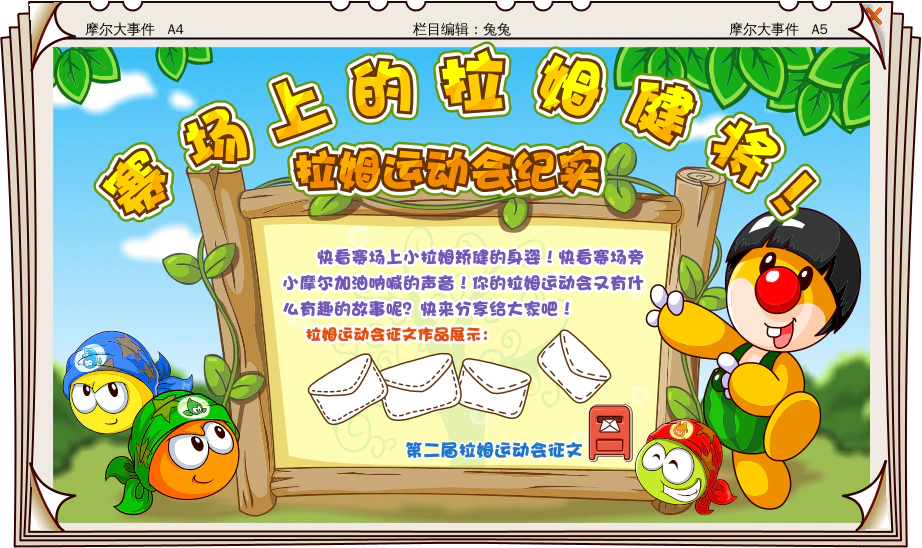 摩尔大事件 A4
栏目编辑：兔兔
摩尔大事件 A5
赛场上的拉姆健将！
拉姆运动会纪实
快看赛场上小拉姆矫健的身姿！快看赛场旁
小摩尔加油呐喊的声音！你的拉姆运动会又有什
么有趣的故事呢？快来分享给大家吧！
拉姆运动会征文作品展示：
第二届拉姆运动会征文